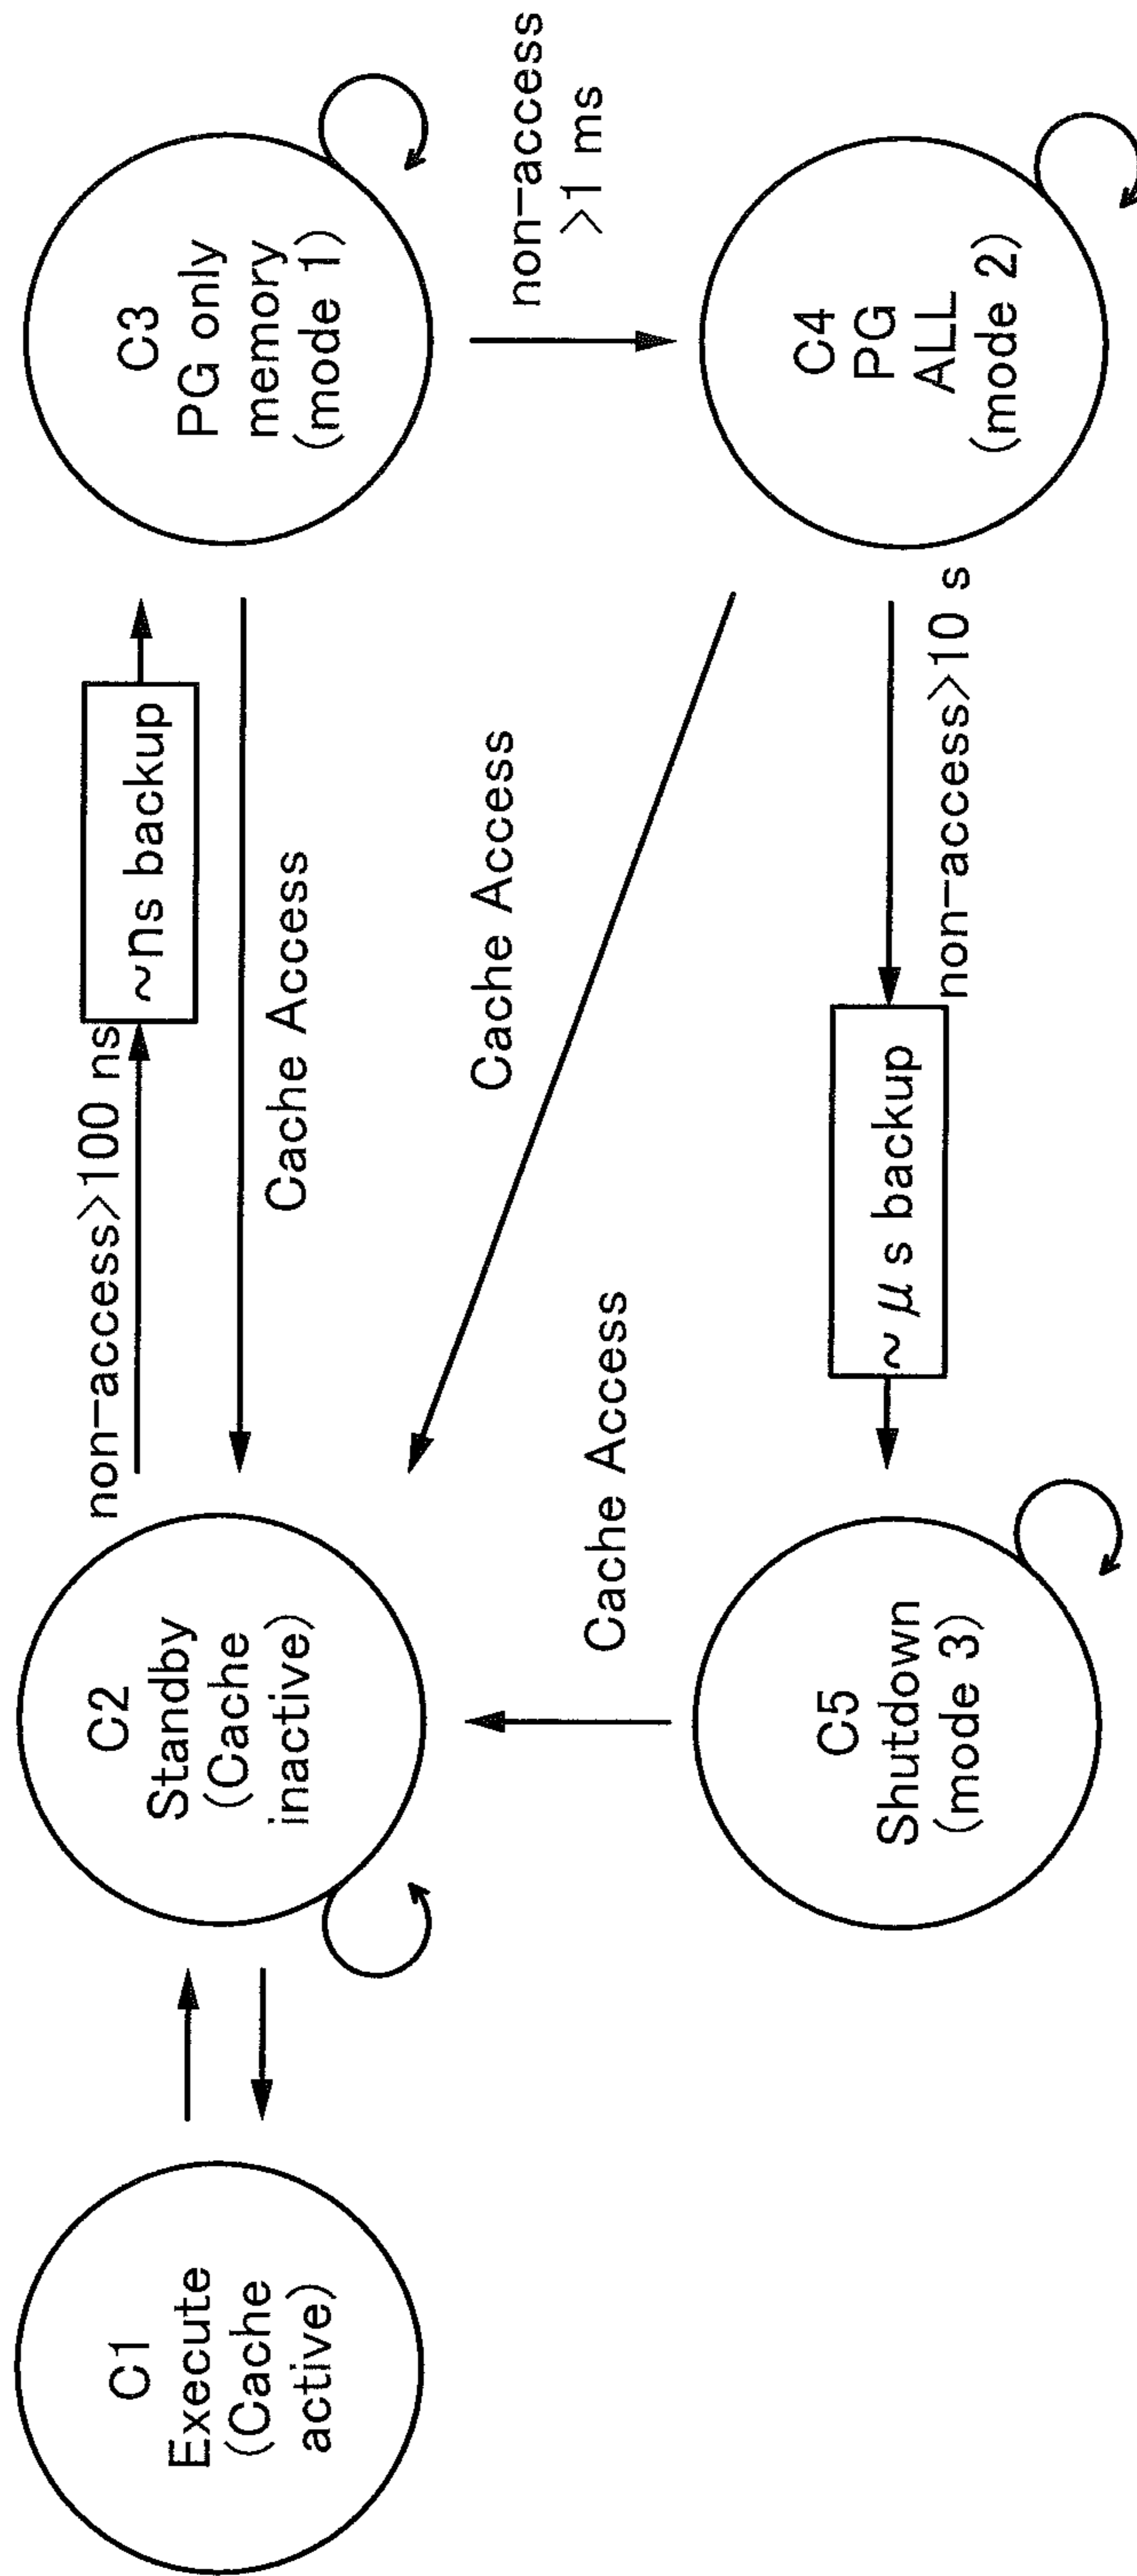 C1
Execute
(Cache
active)
C2
Standby
(Cache
inactive)
non-access>100 ns
~ns backup
Cache Access
C3
PG only
memory
(mode 1)
Cache Access
non-access
>1 ms
Cache Access
C5
Shutdown
(mode 3)
~μs backup
non-access>10 s
C4
PG
ALL
(mode 2)